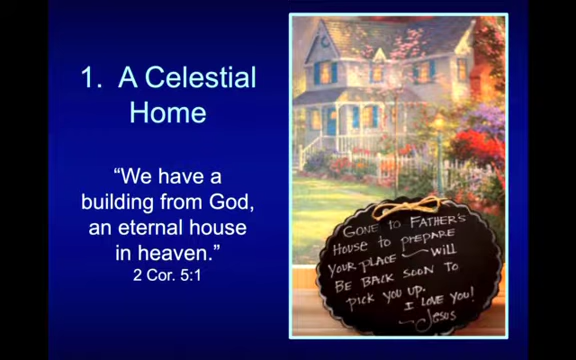 1. A Celestial
Home
“We have a
building from God,
an eternal house
in heaven.”
2 Cor. 5:1
GONE TO FATHER'S
HOUSE TO PREPARE
YOUR PLACE ~ WILL
BE BACK SOON TO
PICK YOU UP.
I LOVE YOU!
~Jesus